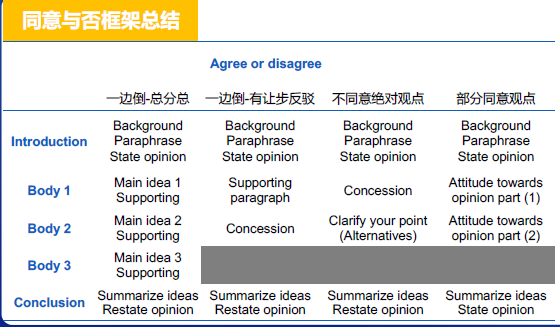 同意与否框架总结
Agree or disagree
一边倒-总分总 一边倒-有让步反驳 不同意绝对观点 部分同意观点
Background Background Background Background
Introduction Paraphrase Paraphrase Paraphrase Paraphrase
State opinion State opinion State opinion State opinion
Body 1 Main idea 1 Supporting Supporting paragraph Concession Attitude towards opinion part (1)
Body 2 Main idea 2 Supporting Concession Clarify your point (Alternatives) Attitude towards opinion part (2)
Body 3 Main idea 3 Supporting
Conclusion Summarize ideas Summarize ideas Summarize ideas Summarize ideas
Restate opinion Restate opinion Restate opinion State opinion